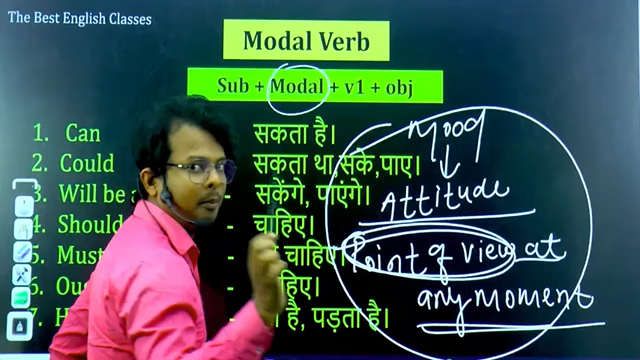 The Best English Classes
Modal Verb
Sub + Modal + v1 + obj
1. Can सकता है।
2. Could सकता था सके,पाए।
3. Will be - सकेंगे, पाएंगे।
4. Should - चाहिए।
5. Must चाहिए।
6.
7. - है, पड़ता है।
Mood
Attitude
Point of view at
any moment